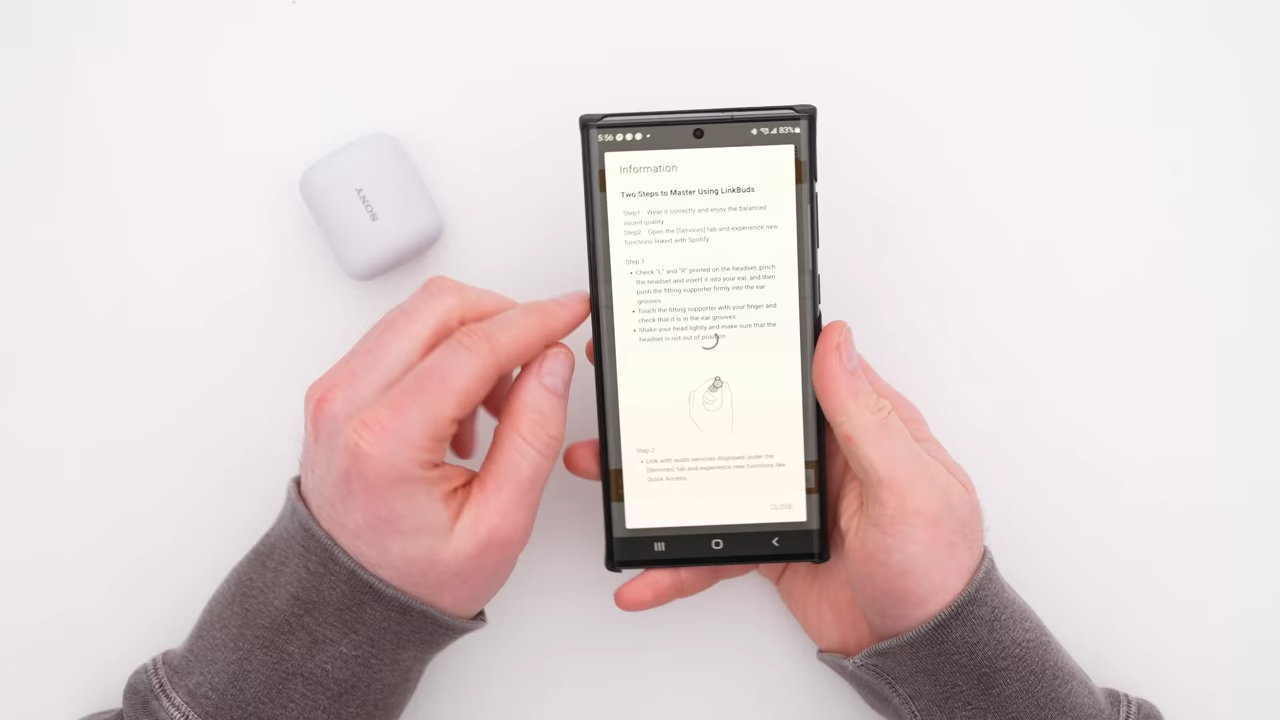 SONY
5:56
83%
Information
Two Steps to Master Using LinkBuds
Step1 Wear it correctly and enjoy the balanced
sound quality
Step2 Open the [Services] tab and experience new
functions linked with Spotify
Step 1
• Check "L" and "R" printed on the headset, pinch
the headset and insert it into your ear, and then
push the fitting supporter firmly into the ear
grooves.
• Touch the fitting supporter with your finger and
check that it is in the ear grooves
• Shake your head lightly and make sure that the
headset is not out of position
Step 2
• Link with audio services displayed under the
[Services] tab and experience new functions like
Quick Access.
CLOSE